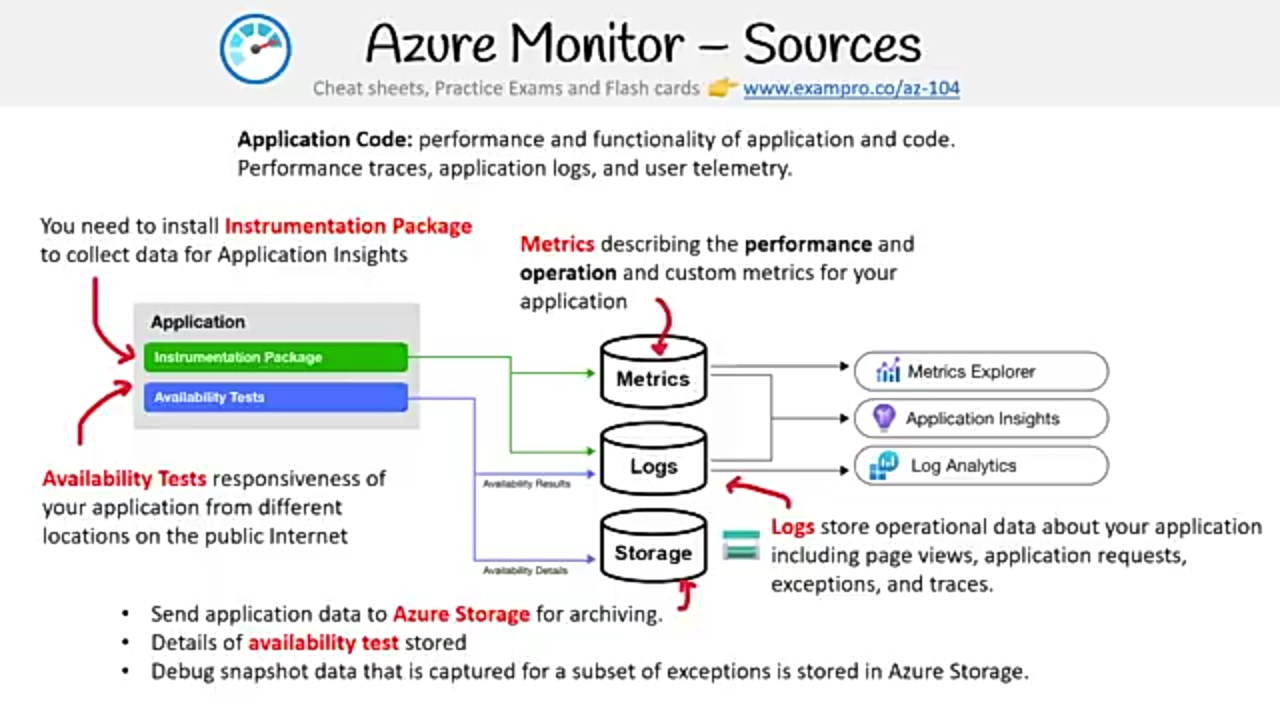 Azure Monitor – Sources
Cheat sheets, Practice Exams and Flash cards 👉 www.exampro.co/az-104
Application Code: performance and functionality of application and code.
Performance traces, application logs, and user telemetry.
You need to install Instrumentation Package
to collect data for Application Insights
Metrics describing the performance and
operation and custom metrics for your
application
Application
Instrumentation Package
Availability Tests
Metrics
Logs
Storage
Availability Results
Availability Details
Metrics Explorer
Application Insights
Log Analytics
Availability Tests responsiveness of
your application from different
locations on the public Internet
Logs store operational data about your application
including page views, application requests,
exceptions, and traces.
• Send application data to Azure Storage for archiving.
• Details of availability test stored
• Debug snapshot data that is captured for a subset of exceptions is stored in Azure Storage.